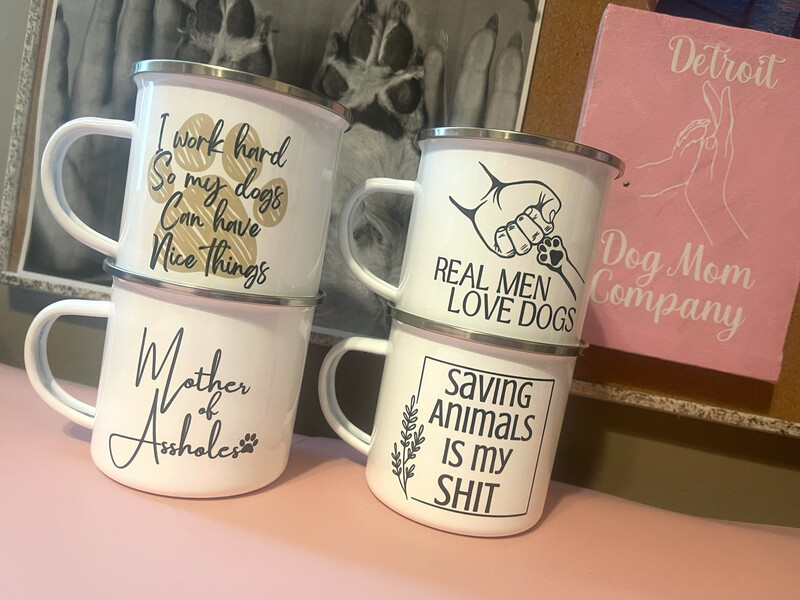 I work hard
So my dogs
Can have
Nice things
REAL MEN
LOVE DOGS
Mother
of
Assholes
SAVING
ANIMALS
IS my
SHIT
Detroit
Dog Mom
Company